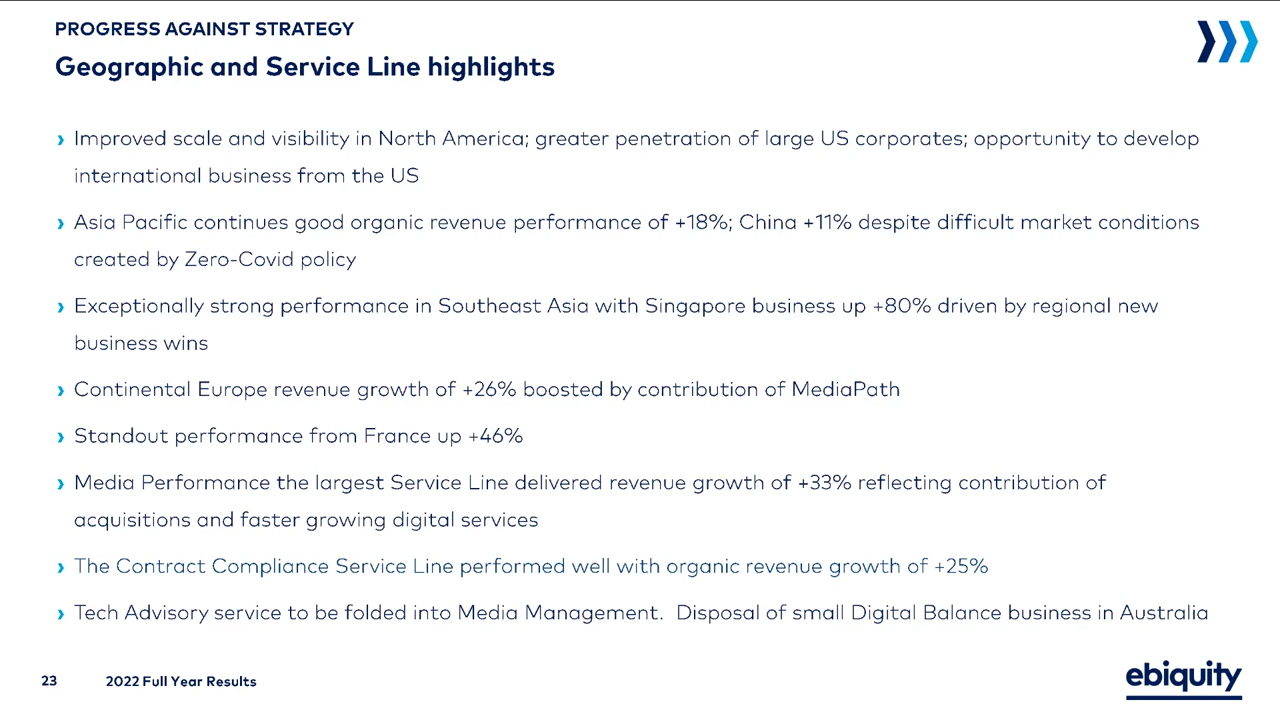 PROGRESS AGAINST STRATEGY
Geographic and Service Line highlights
› Improved scale and visibility in North America; greater penetration of large US corporates; opportunity to develop
international business from the US
› Asia Pacific continues good organic revenue performance of +18%; China +11% despite difficult market conditions
created by Zero-Covid policy
› Exceptionally strong performance in Southeast Asia with Singapore business up +80% driven by regional new
business wins
› Continental Europe revenue growth of +26% boosted by contribution of MediaPath
› Standout performance from France up +46%
› Media Performance the largest Service Line delivered revenue growth of +33% reflecting contribution of
acquisitions and faster growing digital services
› The Contract Compliance Service Line performed well with organic revenue growth of +25%
› Tech Advisory service to be folded into Media Management.  Disposal of small Digital Balance business in Australia
23 2022 Full Year Results
ebiquity